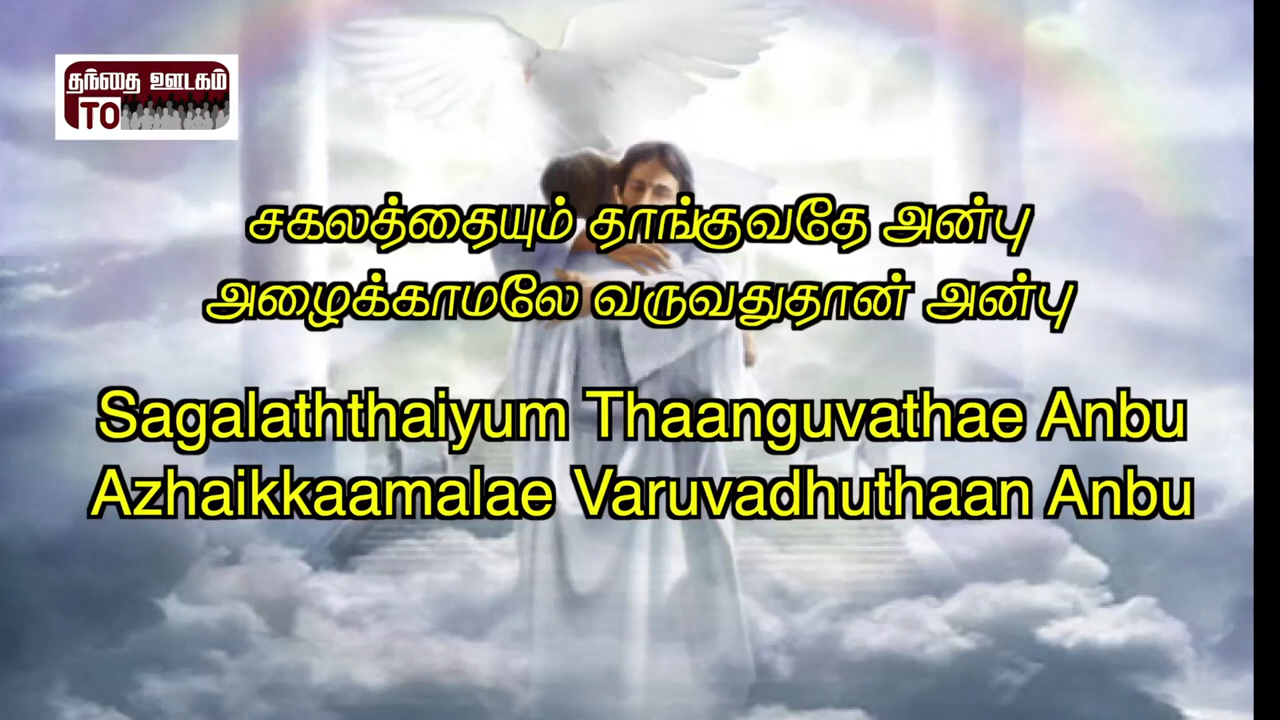 தந்தை ஊடகம்
TO
சகலத்தையும் தாங்குவதே அன்பு
அழைக்காமலே வருவதுதான் அன்பு
Sagalaththaiyum Thaanguvathae Anbu
Azhaikkaamalae Varuvadhuthaan Anbu